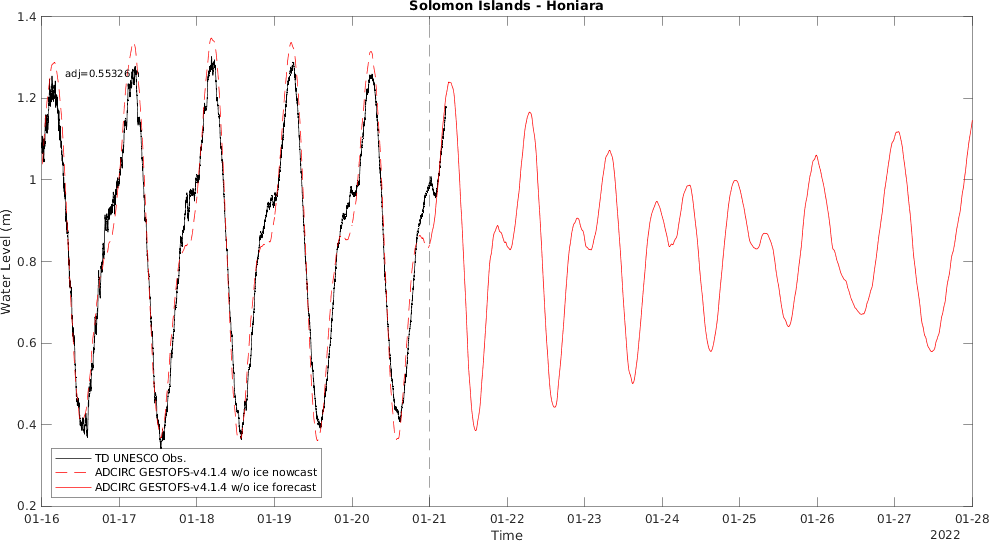 Solomon Islands - Honiara
1.4
1.2
1
0.8
0.6
0.4
0.2
Water Level (m)
adj=0.55326
TD UNESCO Obs.
ADCIRC GESTOFS-v4.1.4 w/o ice nowcast
ADCIRC GESTOFS-v4.1.4 w/o ice forecast
01-16 01-17 01-18 01-19 01-20 01-21 01-22 01-23 01-24 01-25 01-26 01-27 01-28
Time
2022